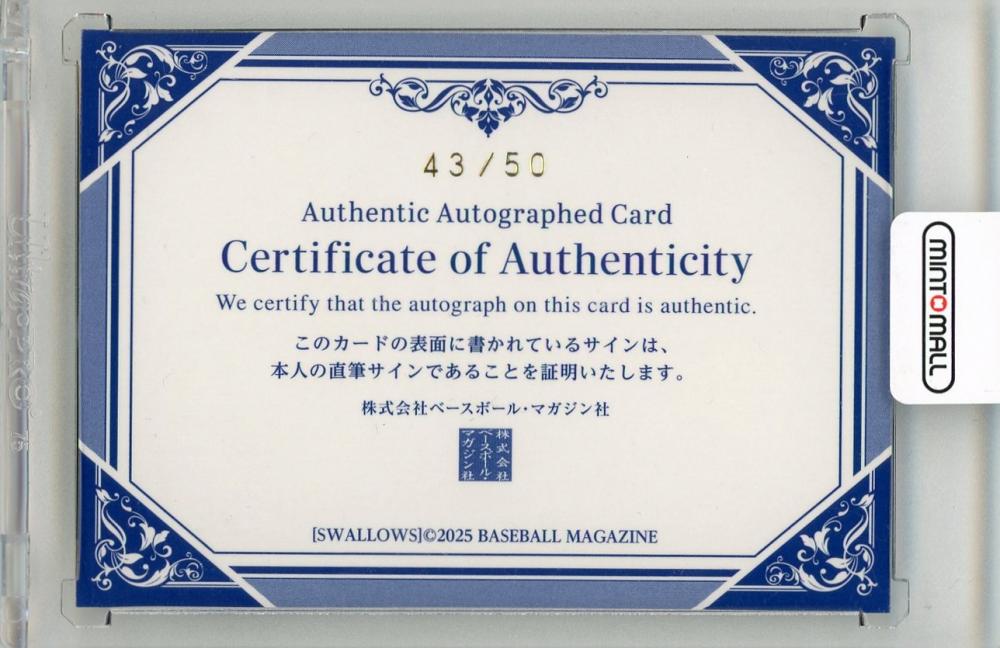 43/50
Authentic Autographed Card
Certificate of Authenticity
We certify that the autograph on this card is authentic.
このカードの表面に書かれているサインは、
本人の直筆サインであることを証明いたします。
株式会社ベースボール・マガジン社
株式会社
ベースボール・
マガジン社
[SWALLOWS]©2025 BASEBALL MAGAZINE
MINTOMALL